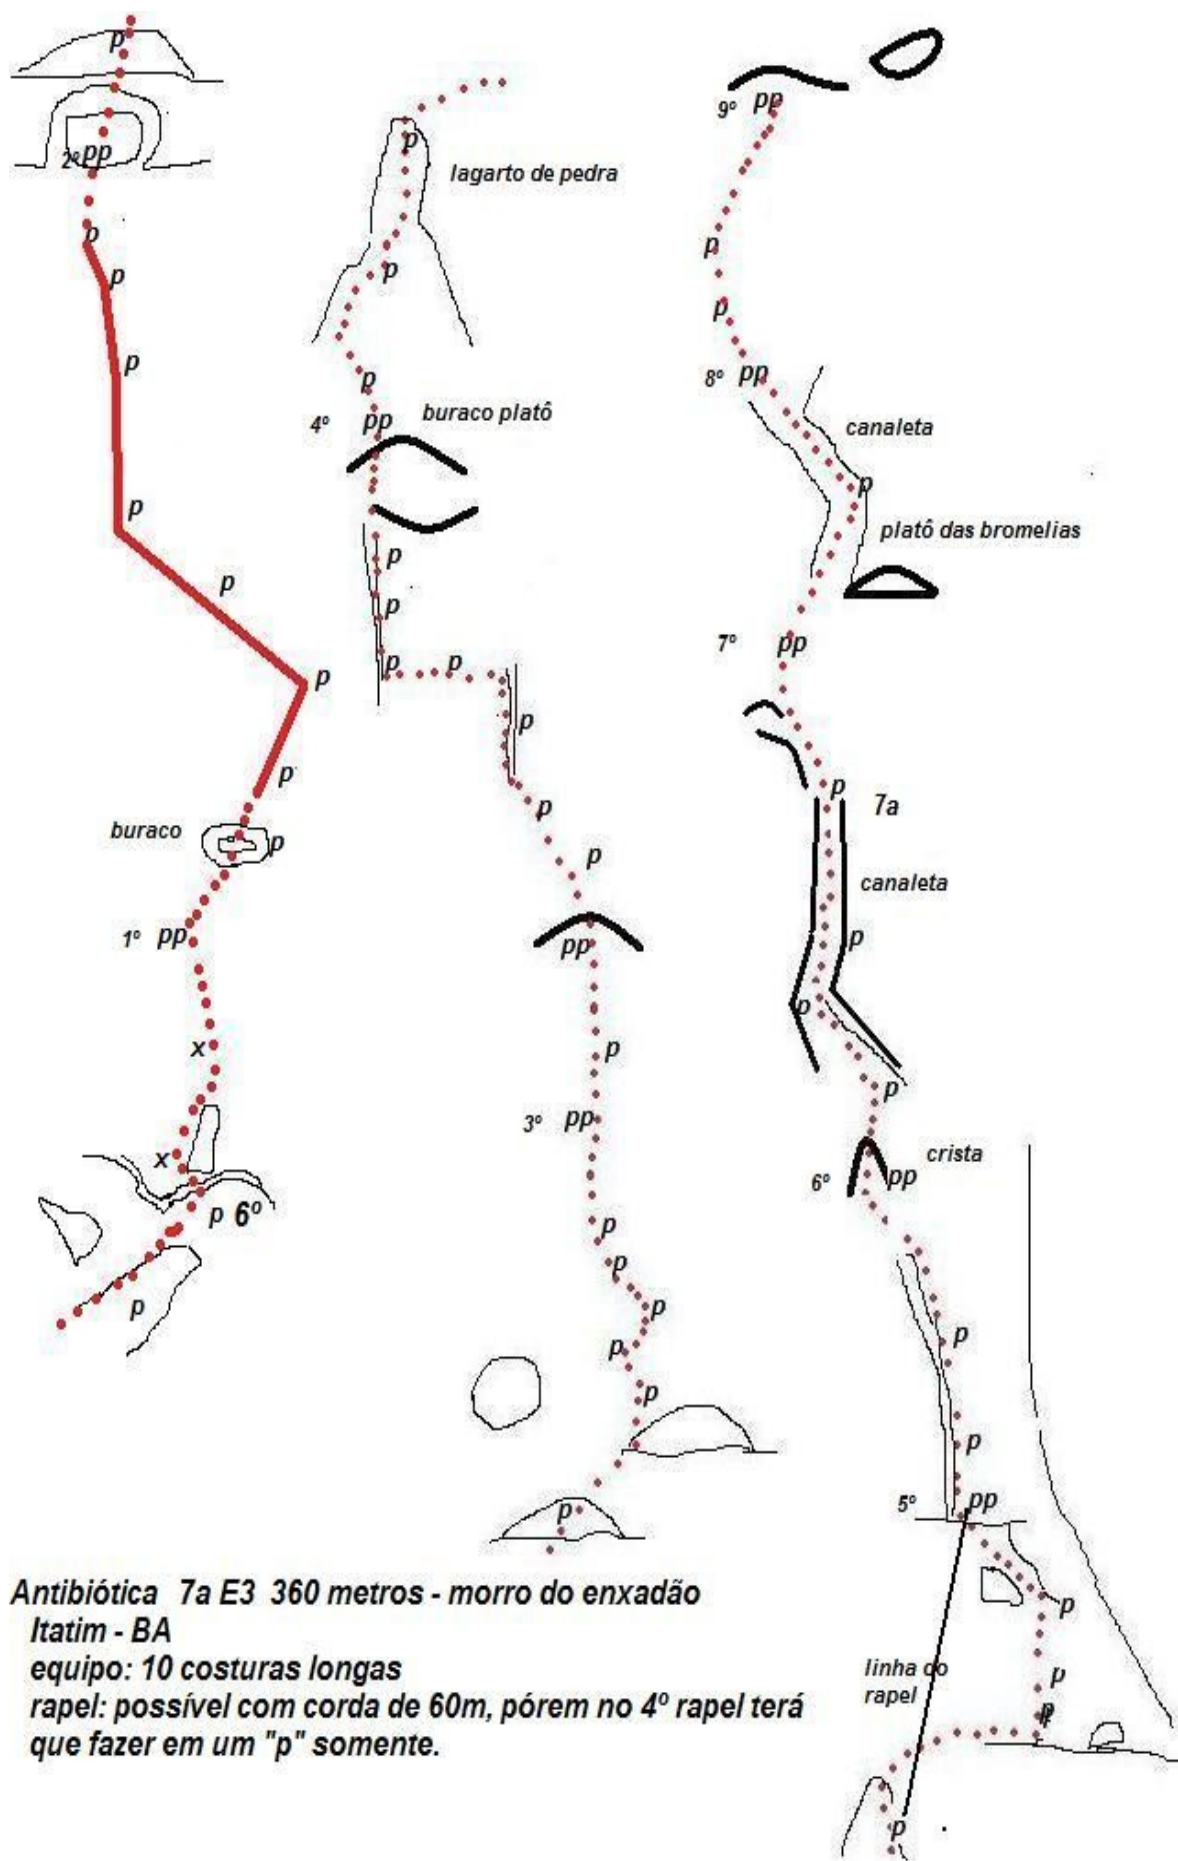 p
2º pp
p
p
p
p
p
p
p
buraco p
1º pp
x
x
p 6º
p
p
lagarto de pedra
p
p
4º pp buraco platô
p
p
p p
p
p
p
pp
p
3º pp
p
p
p
p
p
p
9º pp
p
p
8º pp
canaleta
p
platô das bromelias
7º pp
p 7a
canaleta
p
p
p
crista
6º pp
p
p
5º pp
p
linha do
rapel
p
p
p
p
Antibiótica 7a E3 360 metros - morro do enxadão
Itatim - BA
equipo: 10 costuras longas
rapel: possível com corda de 60m, pórem no 4º rapel terá
que fazer em um "p" somente.